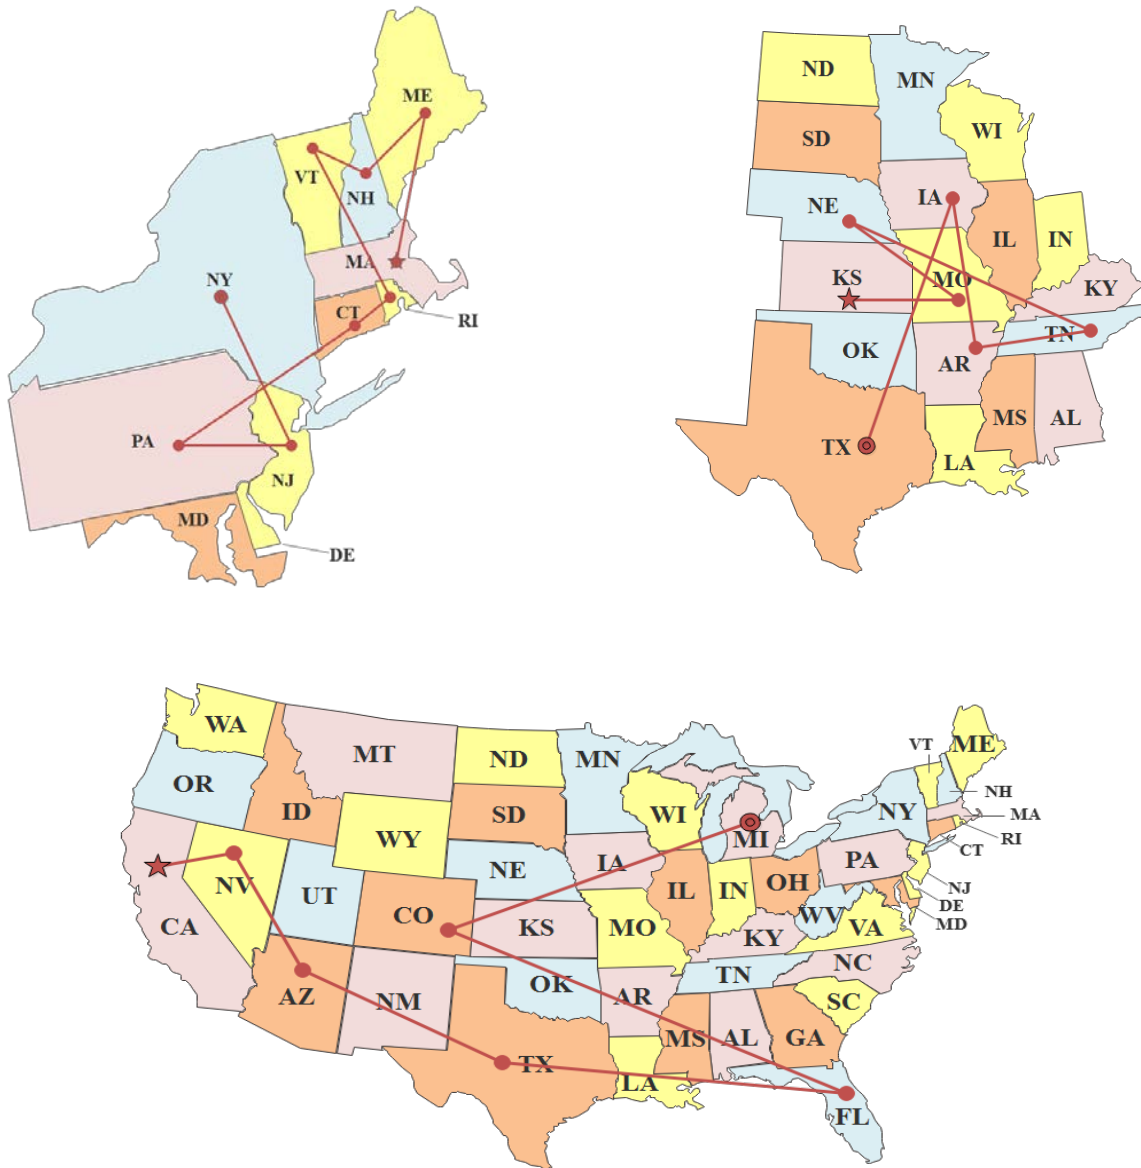 ME
VT
NH
MA
NY
RI
CT
PA
NJ
MD
DE
ND
MN
WI
SD
NE
IA
IL
IN
KS
MO
KY
OK
AR
TN
MS
AL
TX
LA
WA
MT
ND
MN
VT
ME
OR
ID
SD
WI
NY
NH
WY
MI
MA
RI
CT
NE
IA
PA
NV
UT
CO
IL
IN
OH
NJ
DE
MD
CA
KS
MO
WV
VA
KY
NC
AZ
NM
OK
AR
TN
SC
TX
MS
AL
GA
LA
FL